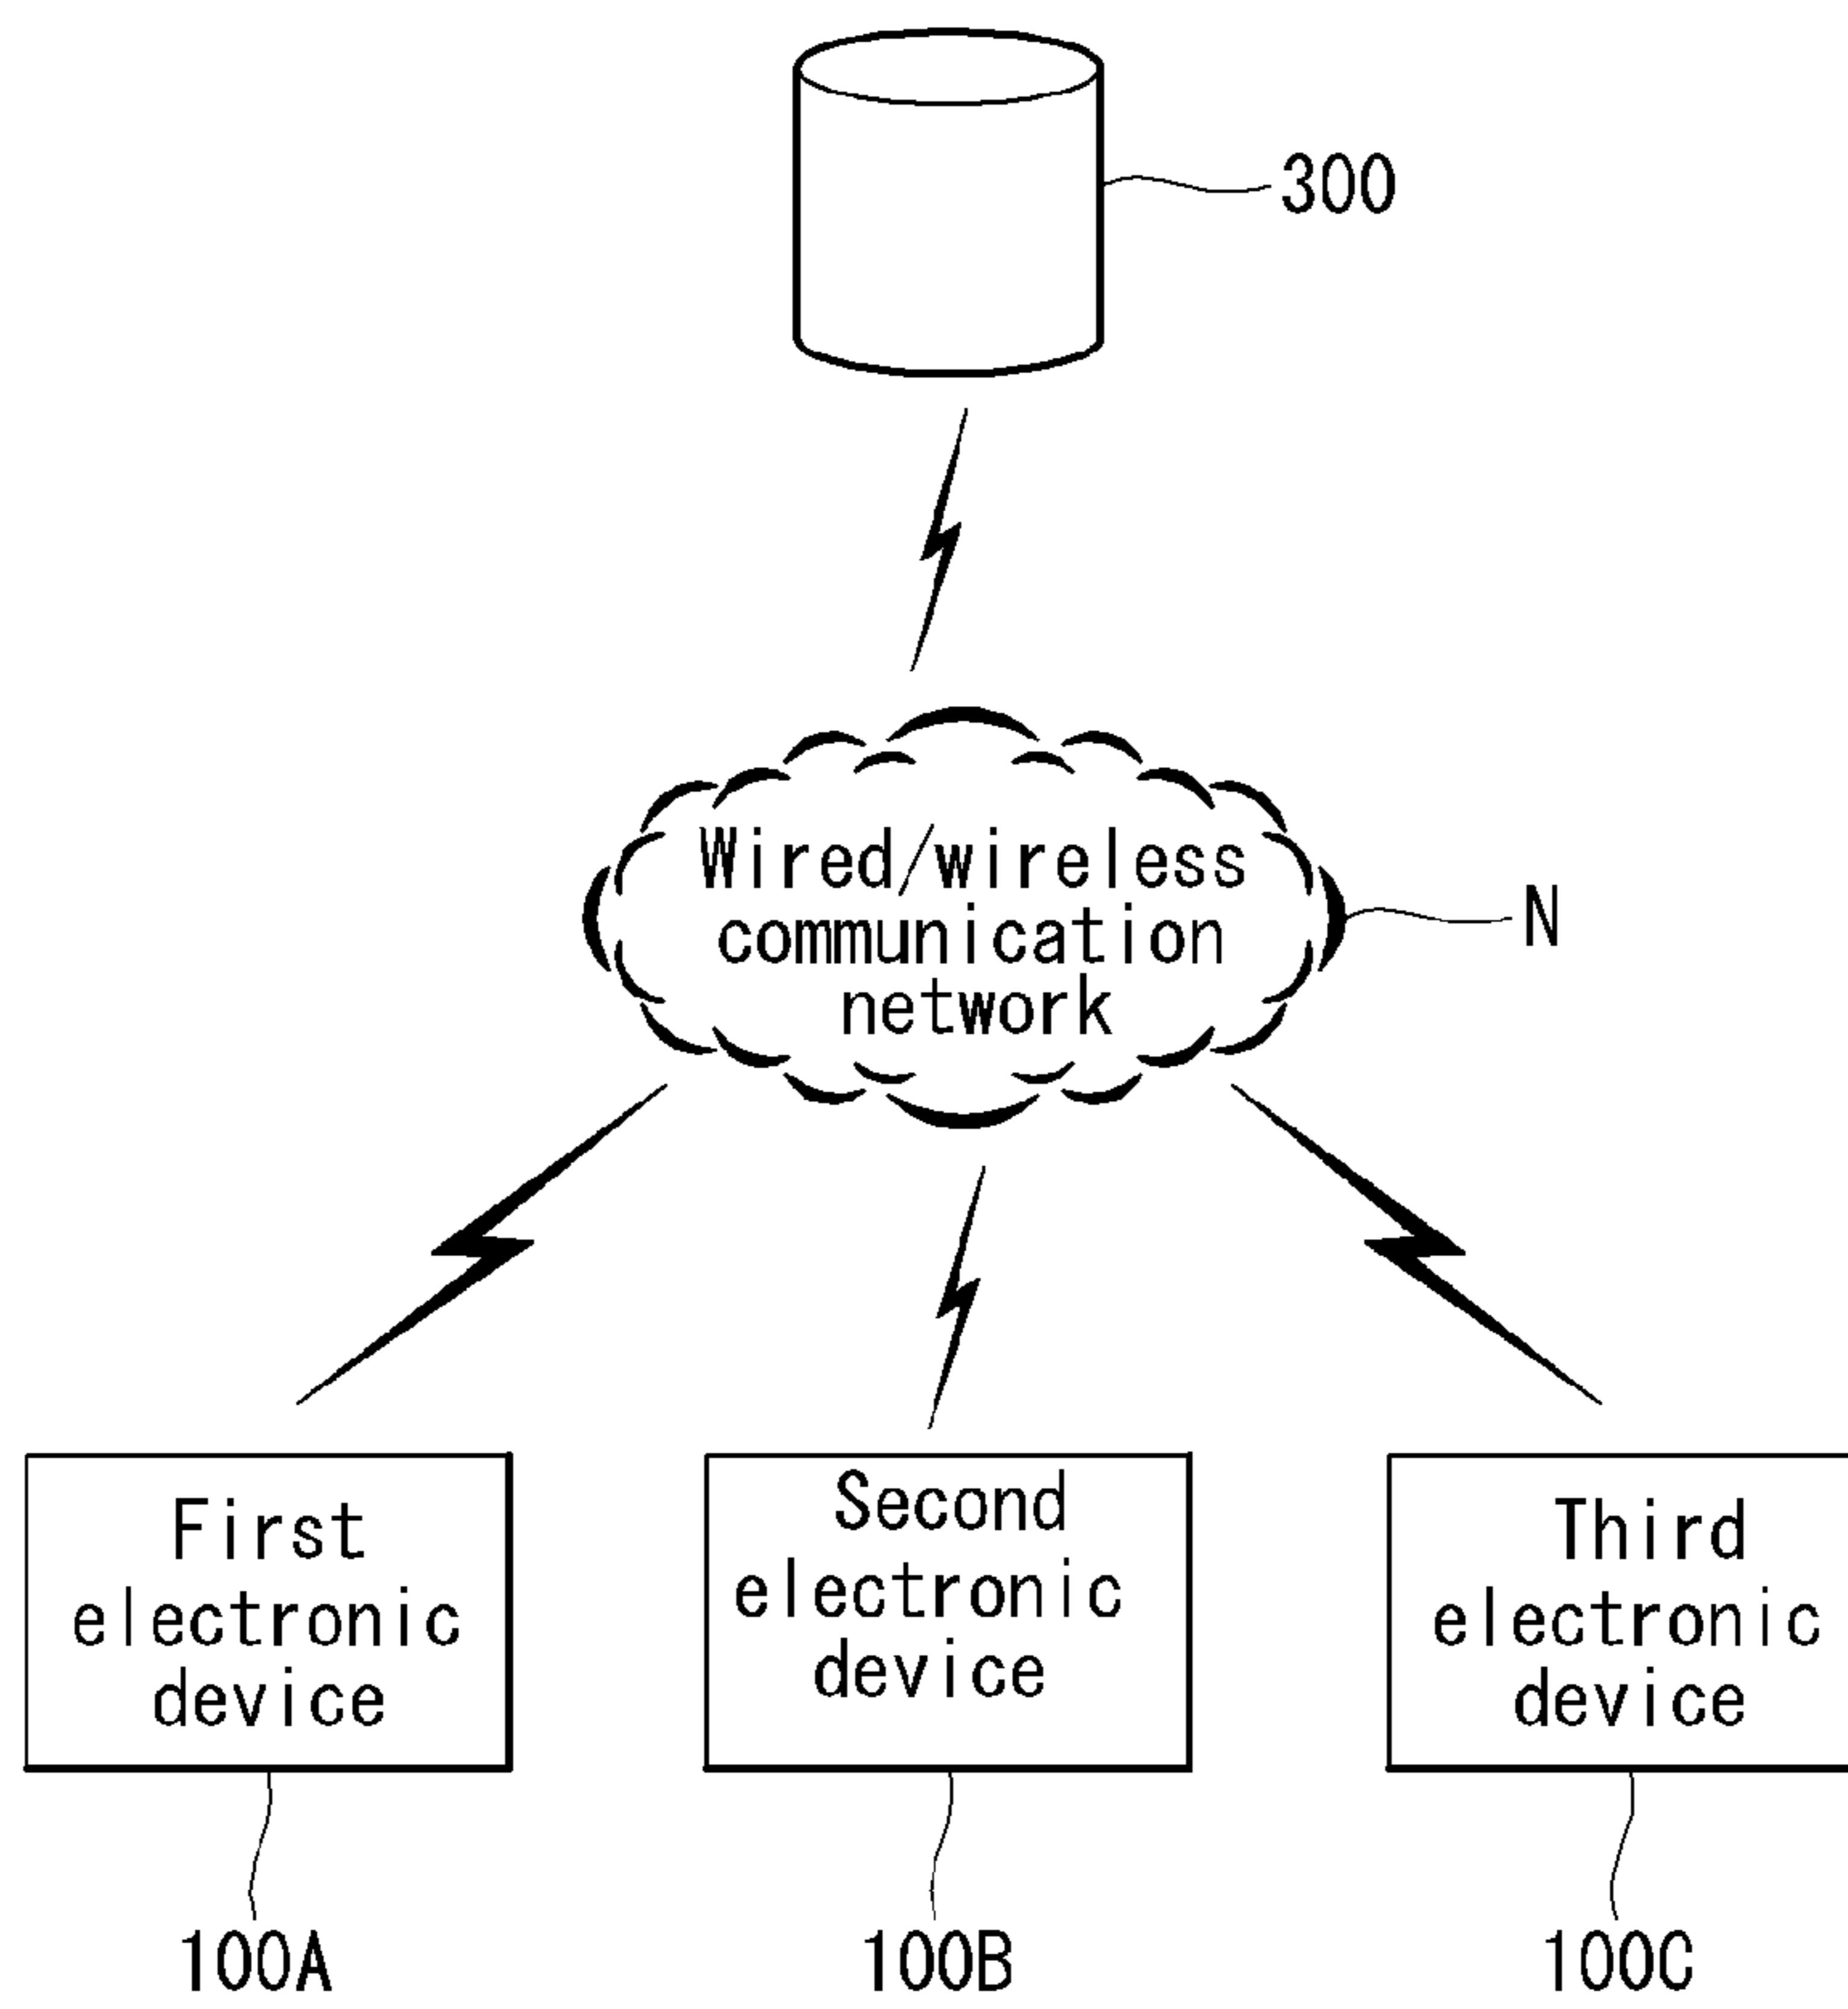 300
Wired/wireless
communication
network
N
First
electronic
device
Second
electronic
device
Third
electronic
device
100A
100B
100C